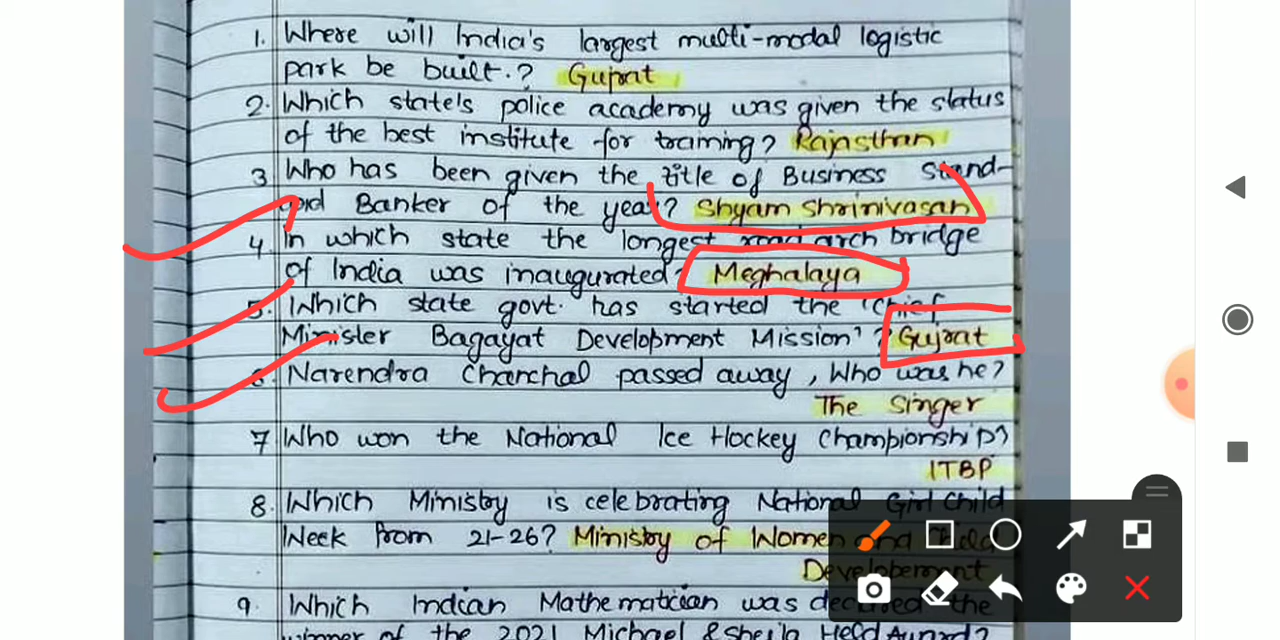 1. Where will India's largest multi-modal logistic
park be built.? Gujrat
2. Which state's police academy was given the status
of the best institute for training? Rajasthan
3 Who has been given the title of Business Stand-
ard Banker of the year? Shyam Shrinivasan
4. In which state the longest road arch bridge
of India was inaugurated? Meghalaya
5. Which state govt. has started the 'Chief
Minister Bagayat Development Mission'? Gujrat
6. Narendra Chanchal passed away, Who was he?
The Singer
7 Who won the National Ice Hockey Championship?
ITBP
8. Which Ministry is celebrating National Girl Child
Week from 21-26? Ministry of Women and Child
Development
9. Which Indian Mathematician was declared the
winner of the 2021 Michael & Sheila Held Award?